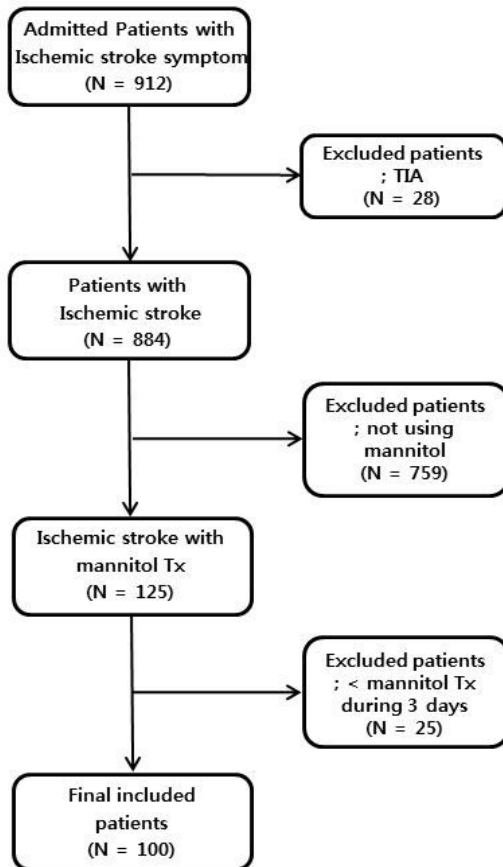 Admitted Patients with
Ischemic stroke symptom
(N = 912)
Excluded patients
; TIA
(N = 28)
Patients with
Ischemic stroke
(N = 884)
Excluded patients
; not using
mannitol
(N = 759)
Ischemic stroke with
mannitol Tx
(N = 125)
Excluded patients
; < mannitol Tx
during 3 days
(N = 25)
Final included
patients
(N = 100)